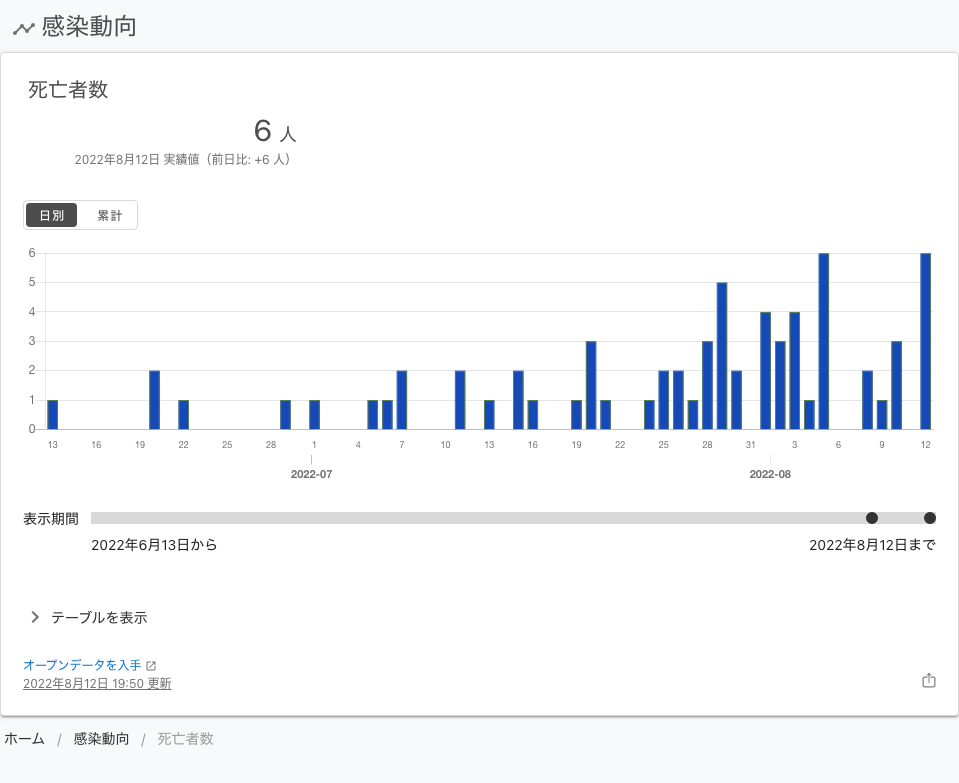 感染動向
死亡者数
6 人
2022年8月12日 実績値（前日比: +6 人）
日別 累計
6
5
4
3
2
1
0
13 16 19 22 25 28 1 4 7 10 13 16 19 22 25 28 31 3 6 9 12
2022-07 2022-08
表示期間
2022年6月13日から 2022年8月12日まで
テーブルを表示
オープンデータを入手
2022年8月12日 19:50 更新
ホーム / 感染動向 / 死亡者数